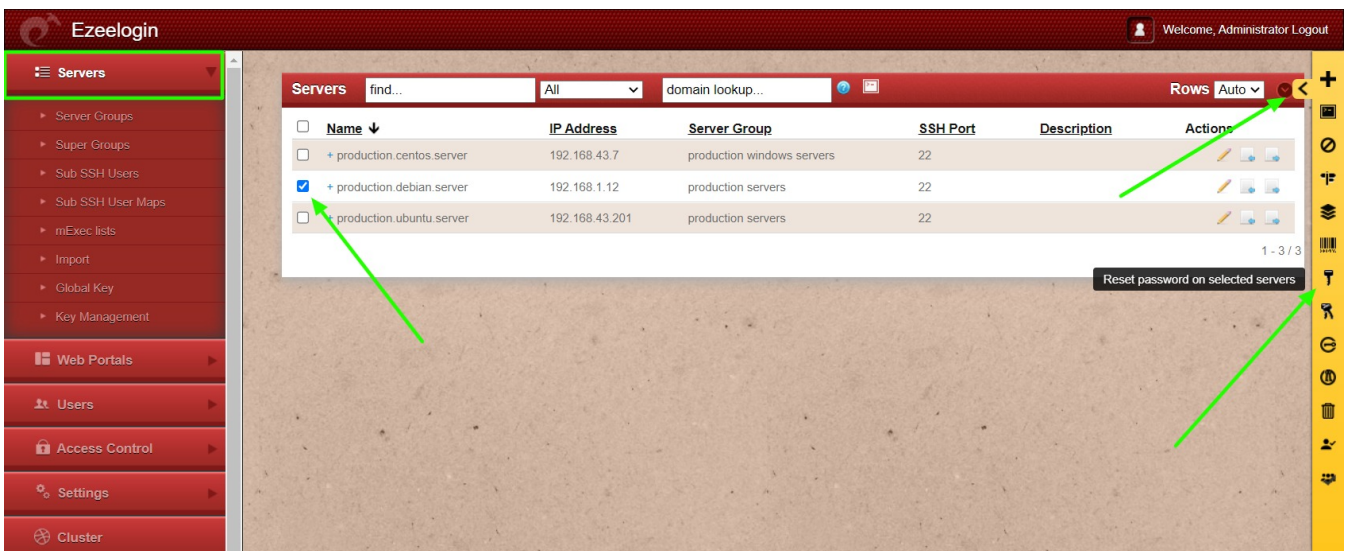 Ezeelogin
Welcome, Administrator Logout
Servers
Server Groups
Super Groups
Sub SSH Users
Sub SSH User Maps
mExec lists
Import
Global Key
Key Management
Web Portals
Users
Access Control
Settings
Cluster
Servers find... All domain lookup... Rows Auto
Name IP Address Server Group SSH Port Description Actions
+ production.centos.server 192.168.43.7 production windows servers 22
+ production.debian.server 192.168.1.12 production servers 22
+ production.ubuntu.server 192.168.43.201 production servers 22
1 - 3 / 3
Reset password on selected servers